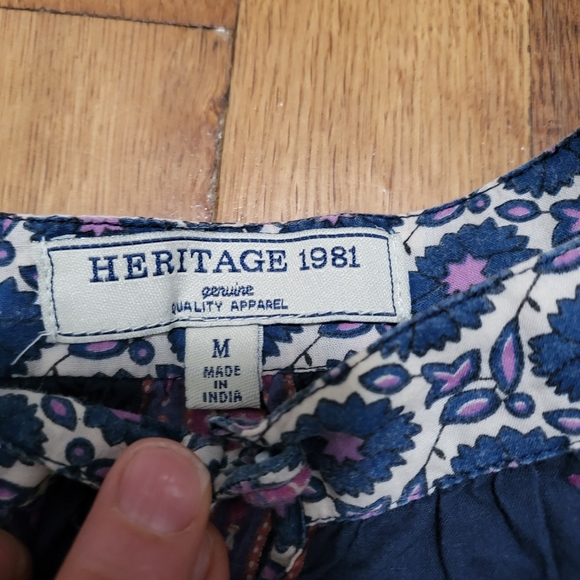 HERITAGE 1981
genuine
QUALITY APPAREL
M
MADE
IN
INDIA